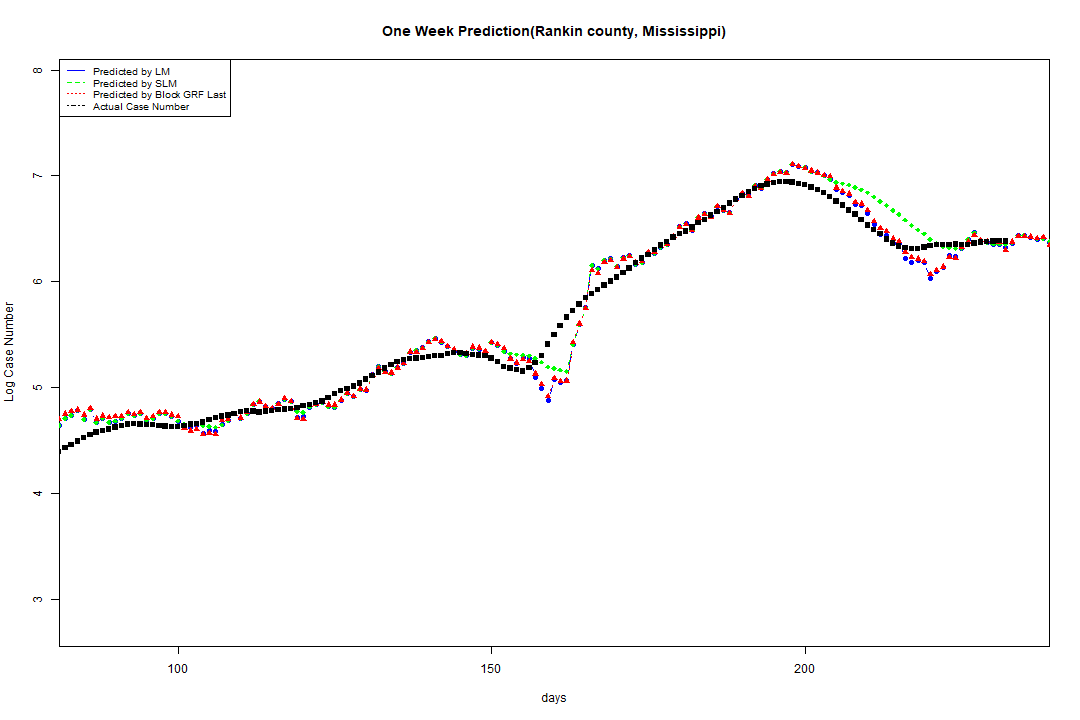 One Week Prediction(Rankin county, Mississippi)
Predicted by LM
Predicted by SLM
Predicted by Block GRF Last
Actual Case Number
8
7
6
5
4
3
Log Case Number
100
150
200
days